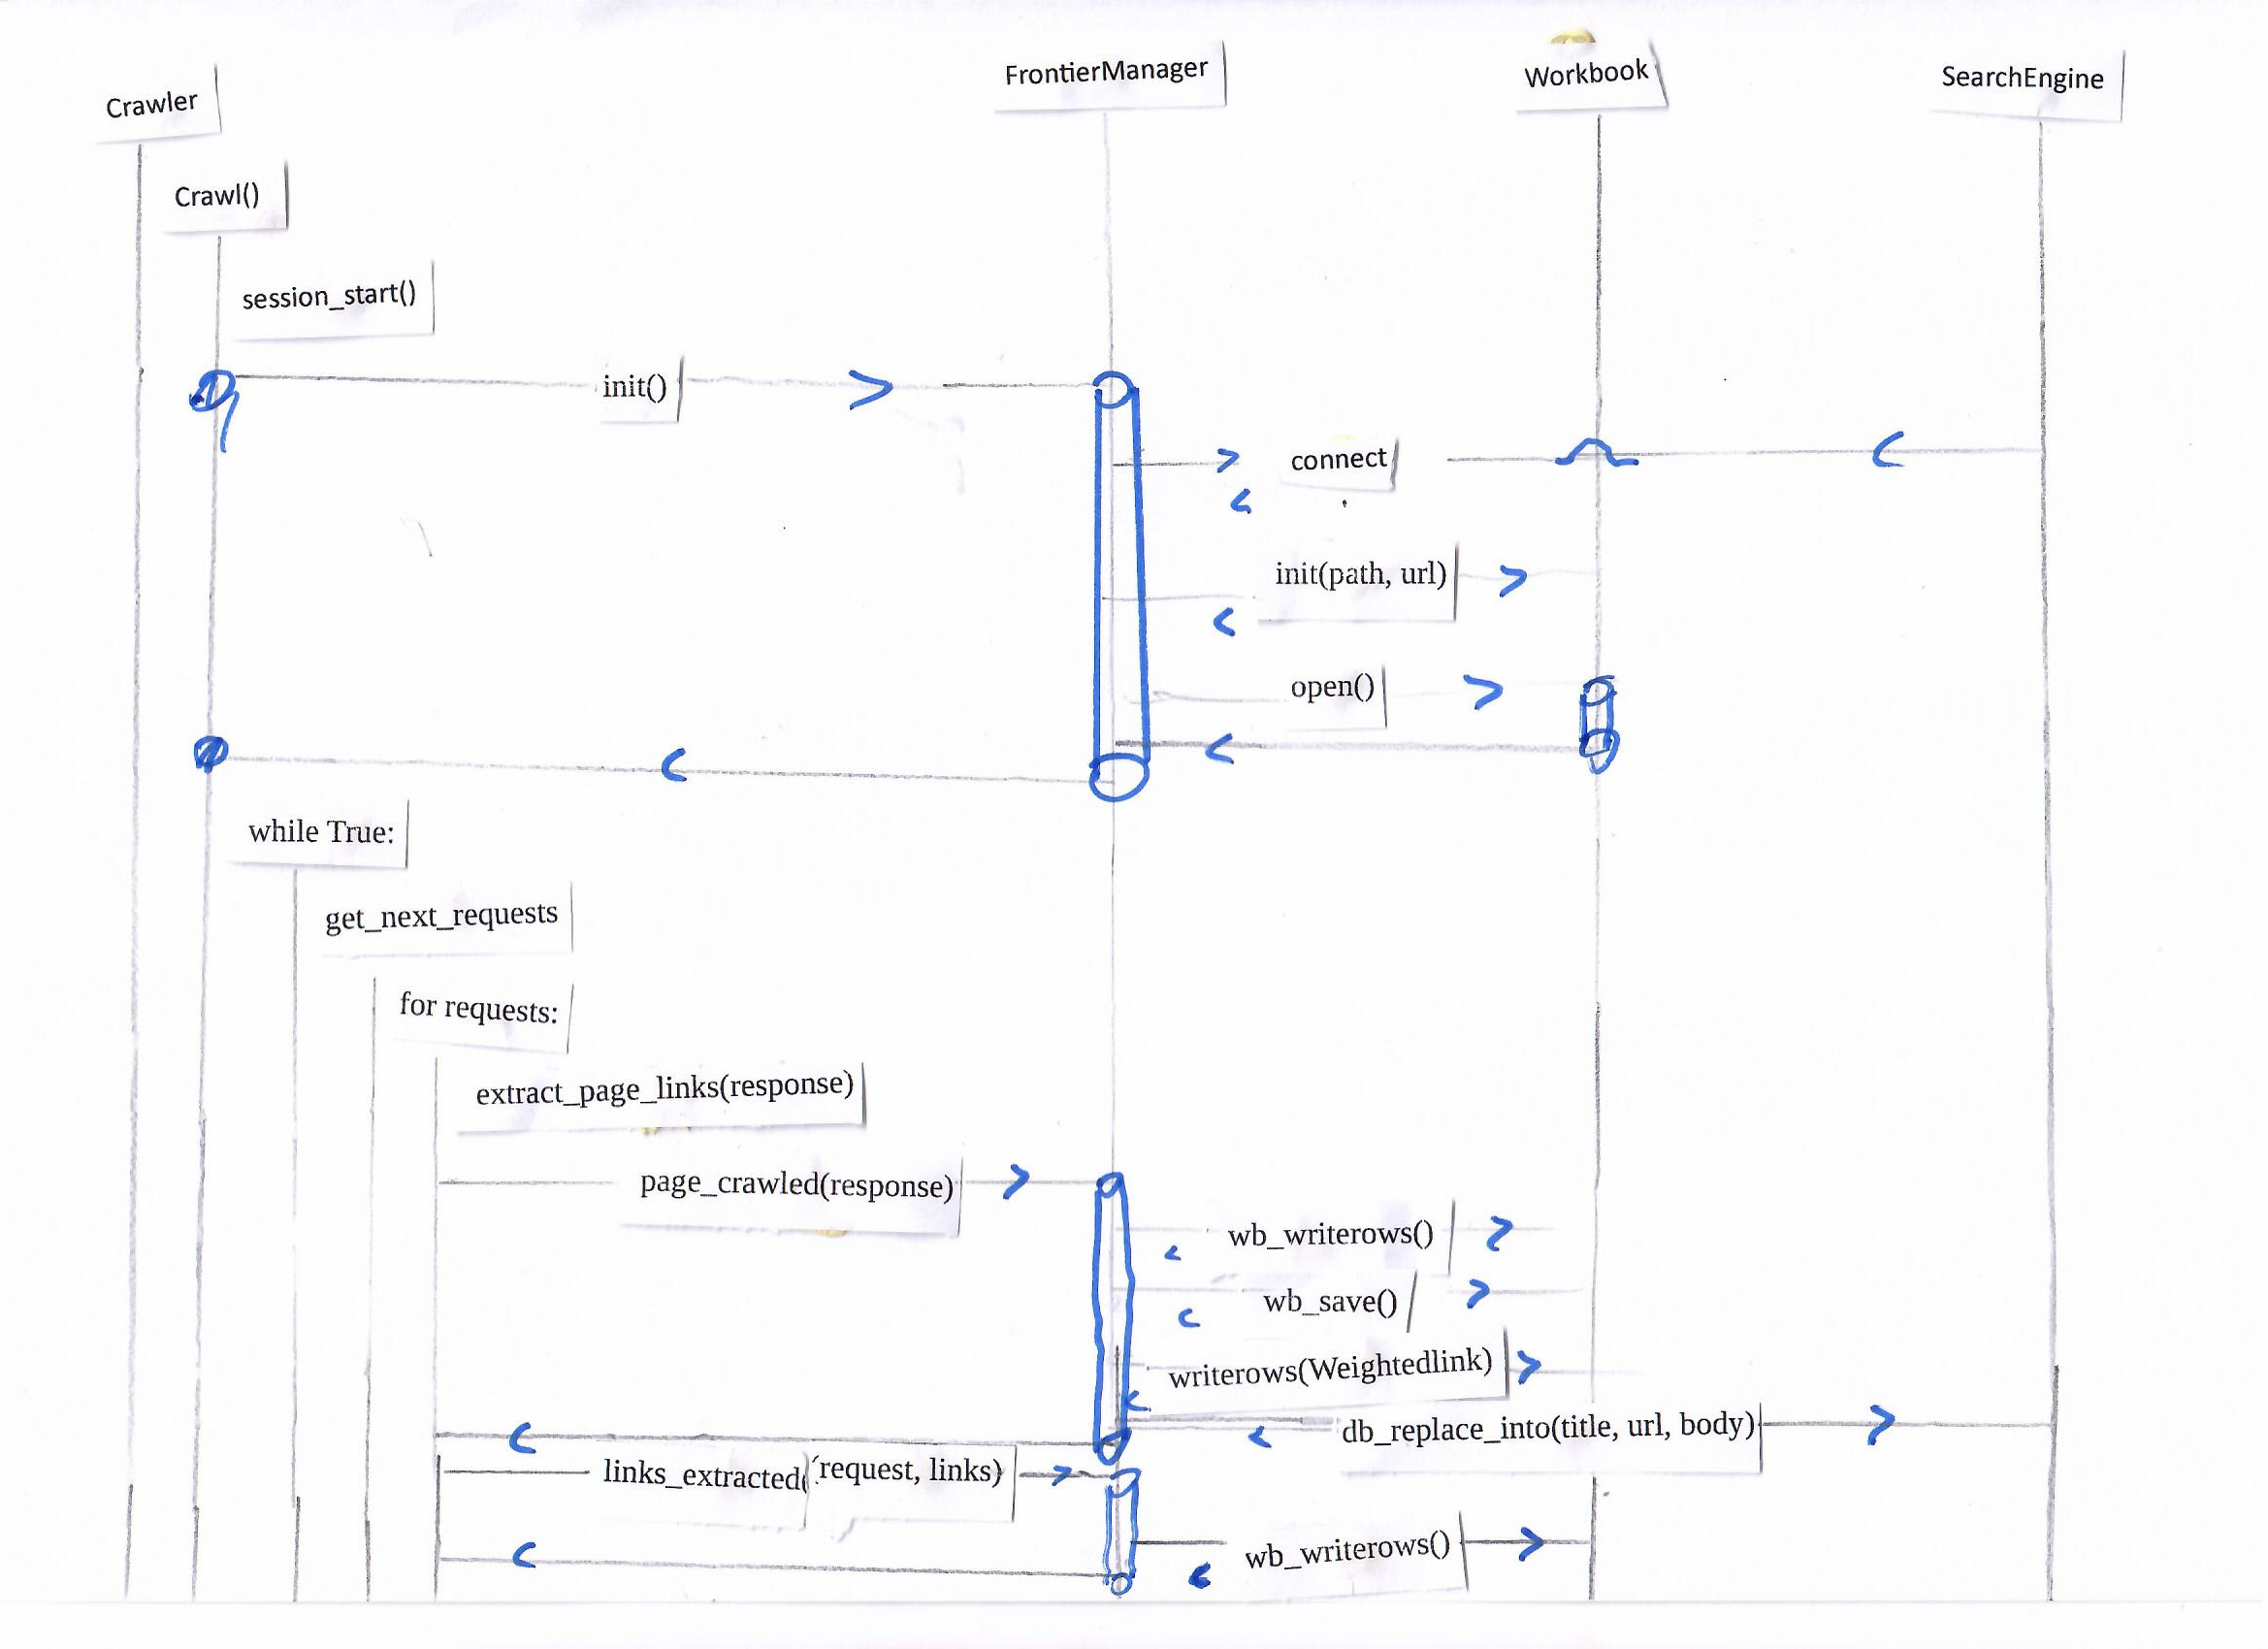 Crawler
FrontierManager
Workbook
SearchEngine
Crawl()
session_start()
init()
connect
init(path, url)
open()
while True:
get_next_requests
for requests:
extract_page_links(response)
page_crawled(response)
wb_writerows()
wb_save()
writerows(Weightedlink)
db_replace_into(title, url, body)
links_extracted(request, links)
wb_writerows()